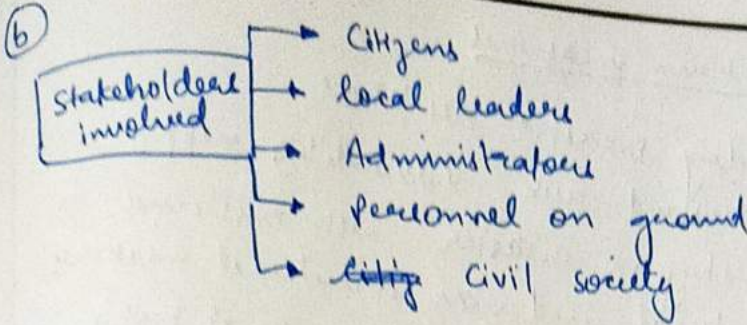 b
Stakeholders involved
Citizens
local leaders
Administrators
Personnel on ground
Civil society